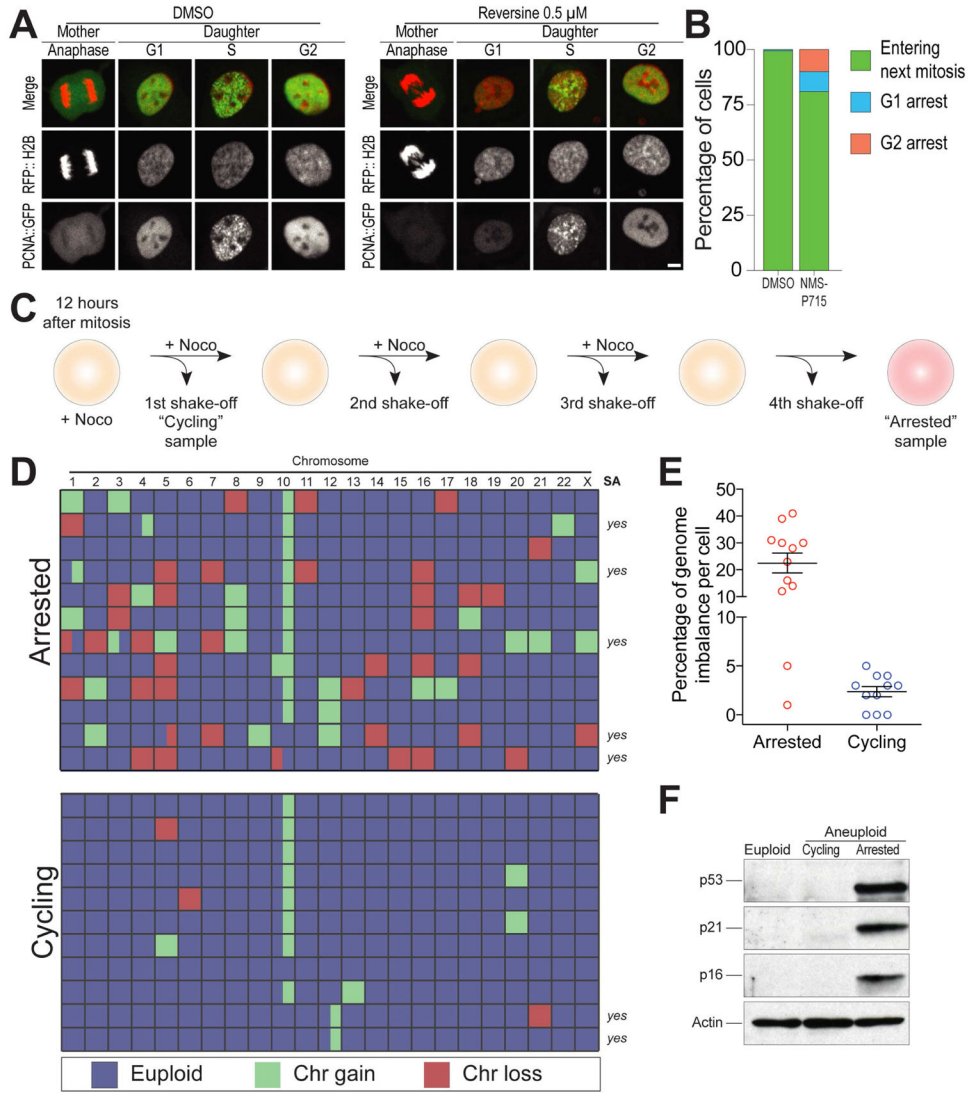 A
DMSO
Reversine 0.5 µM
Mother
Daughter
Mother
Daughter
Anaphase
G1
S
G2
Anaphase
G1
S
G2
Merge
RFP:: H2B
PCNA::GFP
Merge
RFP:: H2B
PCNA::GFP
B
Percentage of cells
100
75
50
25
0
DMSO
NMS-
P715
Entering
next mitosis
G1 arrest
G2 arrest
C
12 hours
after mitosis
+ Noco
+ Noco
1st shake-off
“Cycling”
sample
+ Noco
2nd shake-off
+ Noco
3rd shake-off
4th shake-off
“Arrested”
sample
D
Chromosome
1 2 3 4 5 6 7 8 9 10 11 12 13 14 15 16 17 18 19 20 21 22 X SA
Arrested
yes
yes
yes
yes
yes
Cycling
yes
yes
Euploid
Chr gain
Chr loss
E
Percentage of genome
imbalance per cell
50
40
30
20
10
10
5
0
Arrested
Cycling
F
Aneuploid
Euploid
Cycling
Arrested
p53
p21
p16
Actin